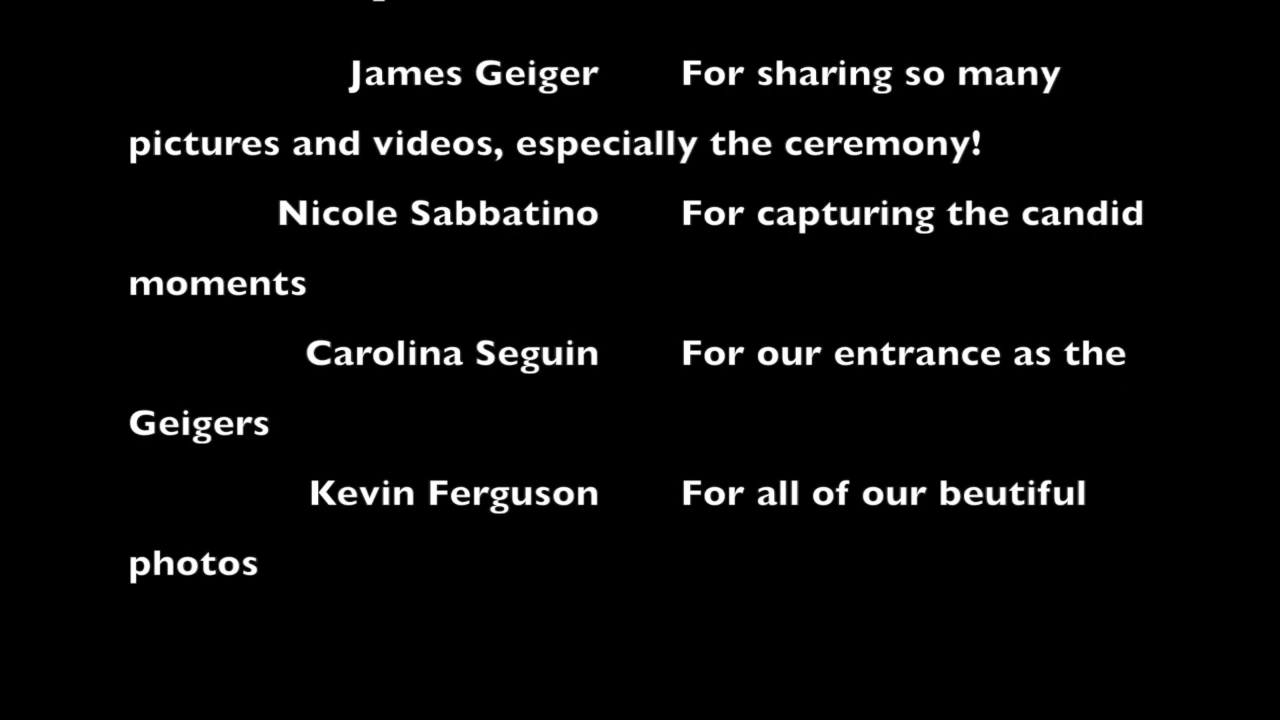 James Geiger For sharing so many
pictures and videos, especially the ceremony!
Nicole Sabbatino For capturing the candid
moments
Carolina Seguin For our entrance as the
Geigers
Kevin Ferguson For all of our beutiful
photos